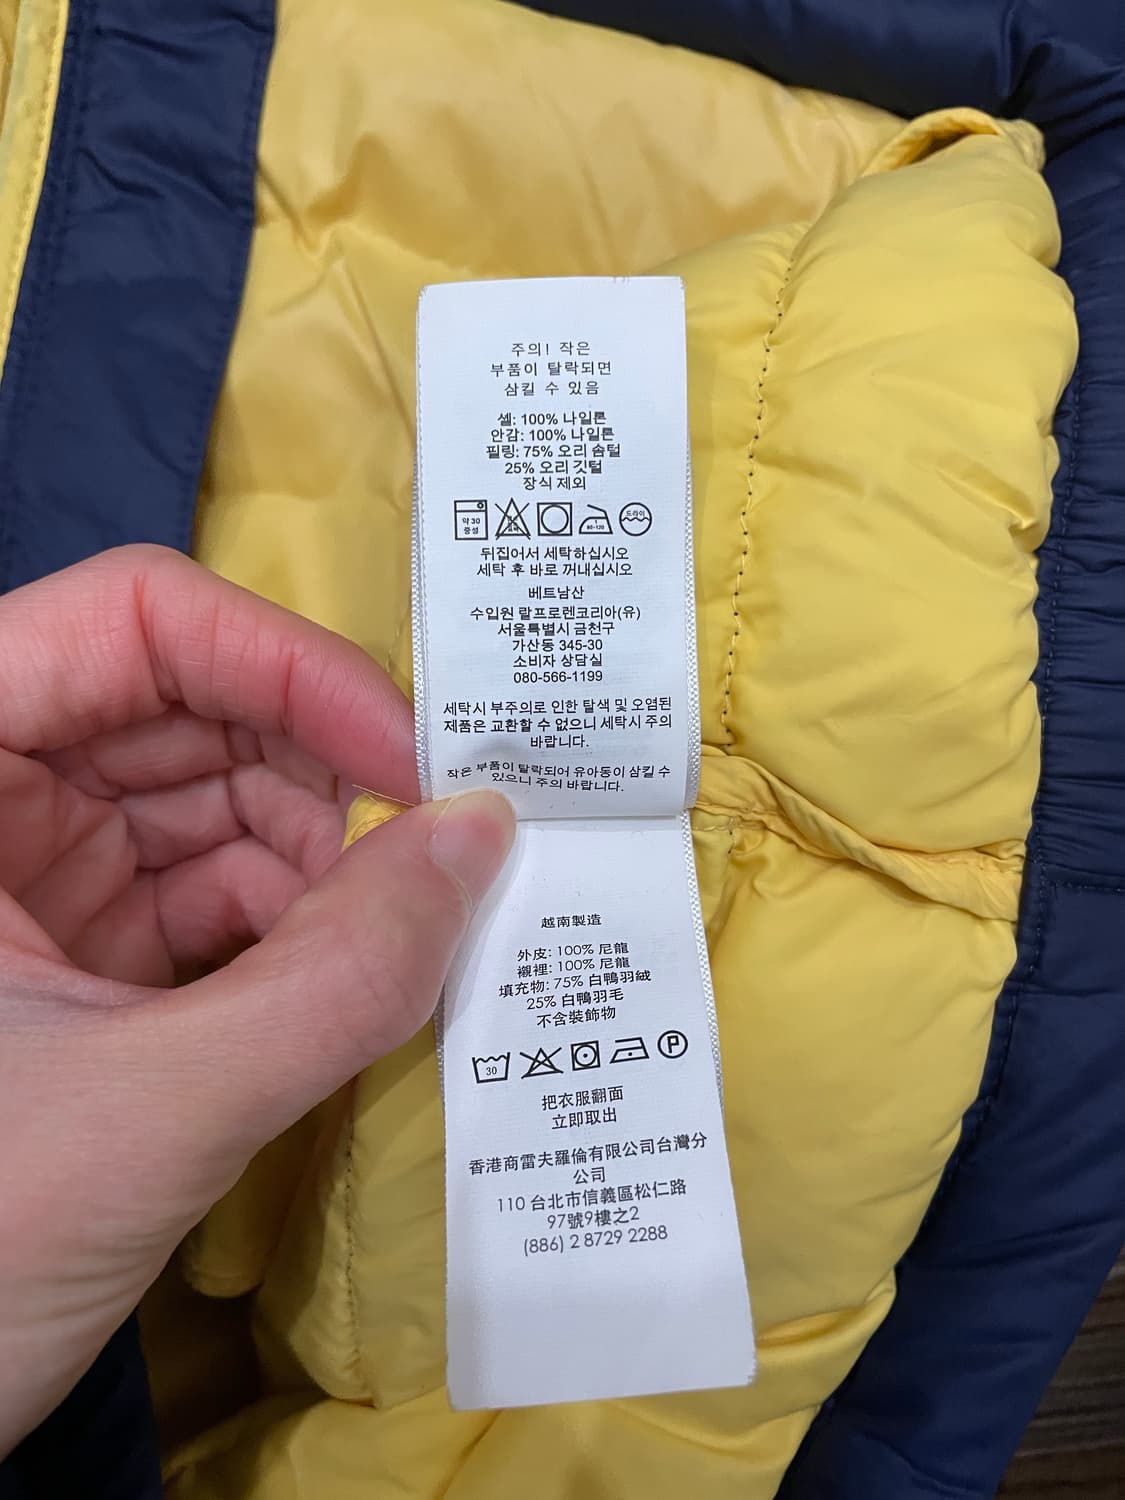 주의! 작은
부품이 탈락되면
삼킬 수 있음
셸: 100% 나일론
안감: 100% 나일론
필링: 75% 오리 솜털
25% 오리 깃털
장식 제외
약 30
중성
80-120
드라이
뒤집어서 세탁하십시오
세탁 후 바로 꺼내십시오
베트남산
수입원 랄프로렌코리아(유)
서울특별시 금천구
가산동 345-30
소비자 상담실
080-566-1199
세탁시 부주의로 인한 탈색 및 오염된
제품은 교환할 수 없으니 세탁시 주의
바랍니다.
작은 부품이 탈락되어 유아동이 삼킬 수
있으니 주의 바랍니다.
越南製造
外皮: 100% 尼龍
襯裡: 100% 尼龍
填充物: 75% 白鴨羽絨
25% 白鴨羽毛
不含裝飾物
30
P
把衣服翻面
立即取出
香港商雷夫羅倫有限公司台灣分
公司
110 台北市信義區松仁路
97號9樓之2
(886) 2 8729 2288